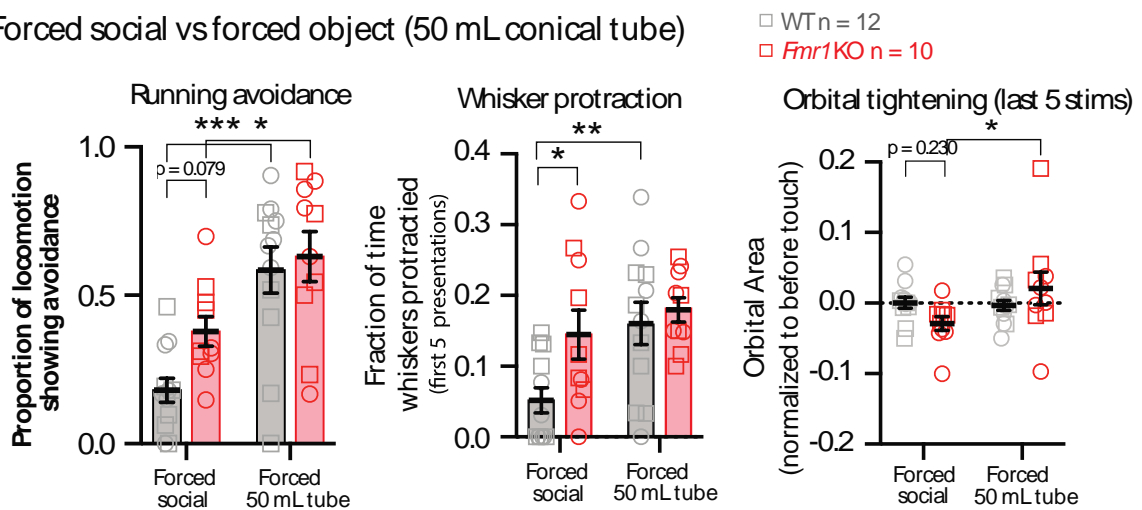 Forced social vs forced object (50 mL conical tube)
WT n = 12
Fmr1 KO n = 10
Running avoidance
*** *
p = 0.079
1.0
0.5
0.0
Proportion of locomotion
showing avoidance
Forced
social
Forced
50 mL tube
Whisker protraction
**
*
0.4
0.3
0.2
0.1
0.0
Fraction of time
whiskers protractied
(first 5 presentations)
Forced
social
Forced
50 mL tube
Orbital tightening (last 5 stims)
*
p = 0.230
0.2
0.1
0.0
-0.1
-0.2
Orbital Area
(normalized to before touch)
Forced
social
Forced
50 mL tube